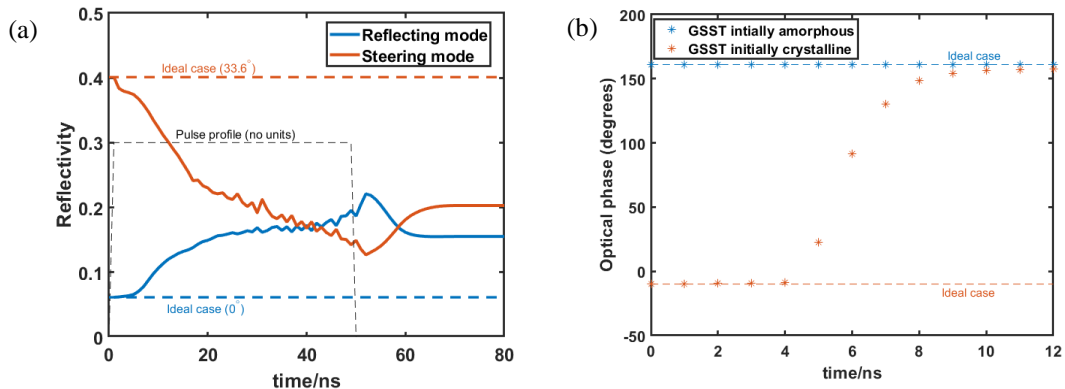 (a)
0.5
0.4
0.3
0.2
0.1
0
Reflectivity
Reflecting mode
Steering mode
Ideal case (33.6°)
Pulse profile (no units)
Ideal case (0°)
0 20 40 60 80
time/ns
(b)
200
150
100
50
0
-50
Optical phase (degrees)
GSST intially amorphous
GSST initially crystalline
Ideal case
Ideal case
0 2 4 6 8 10 12
time/ns